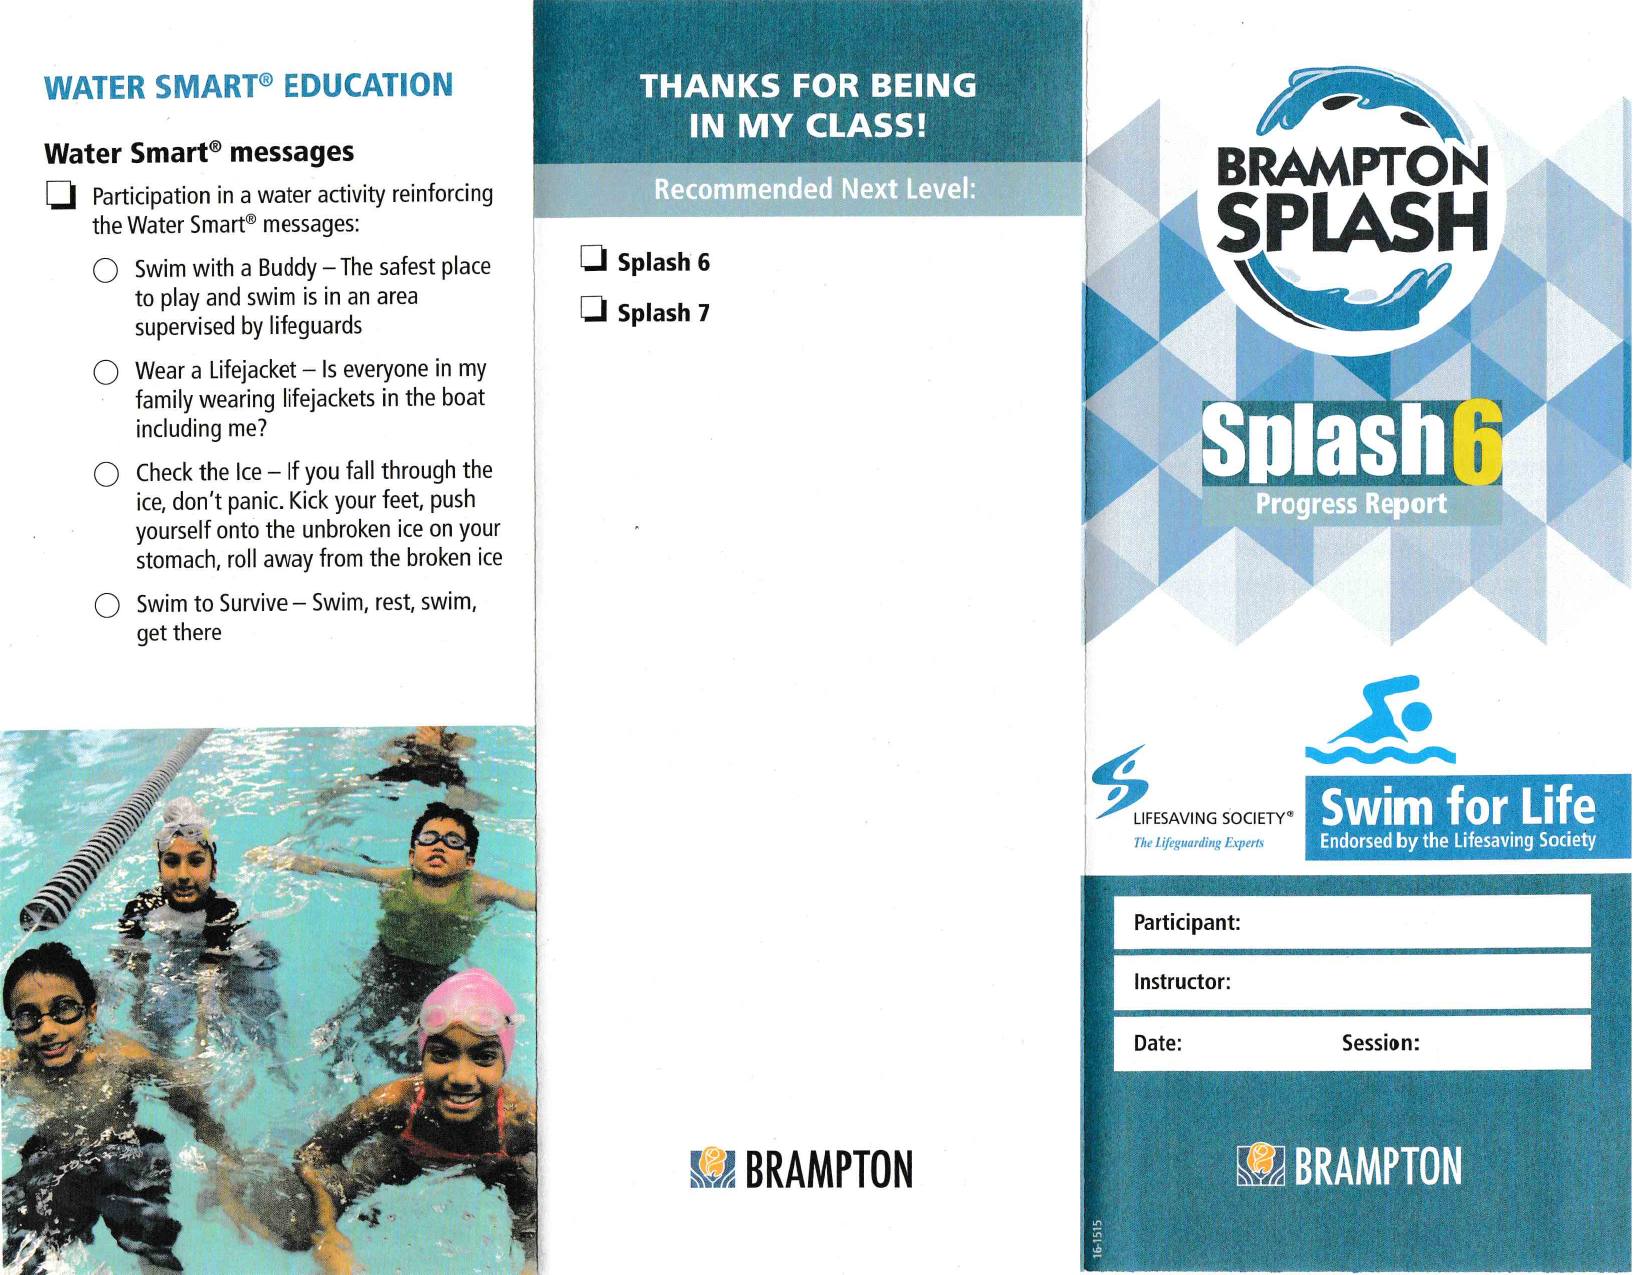 WATER SMART® EDUCATION
Water Smart® messages
Participation in a water activity reinforcing
the Water Smart® messages:
Swim with a Buddy – The safest place
to play and swim is in an area
supervised by lifeguards
Wear a Lifejacket – Is everyone in my
family wearing lifejackets in the boat
including me?
Check the Ice – If you fall through the
ice, don't panic. Kick your feet, push
yourself onto the unbroken ice on your
stomach, roll away from the broken ice
Swim to Survive – Swim, rest, swim,
get there
THANKS FOR BEING
IN MY CLASS!
Recommended Next Level:
Splash 6
Splash 7
BRAMPTON
BRAMPTON
SPLASH
Splash6
Progress Report
LIFESAVING SOCIETY®
The Lifeguarding Experts
Swim for Life
Endorsed by the Lifesaving Society
Participant:
Instructor:
Date: Session:
BRAMPTON
16-1515